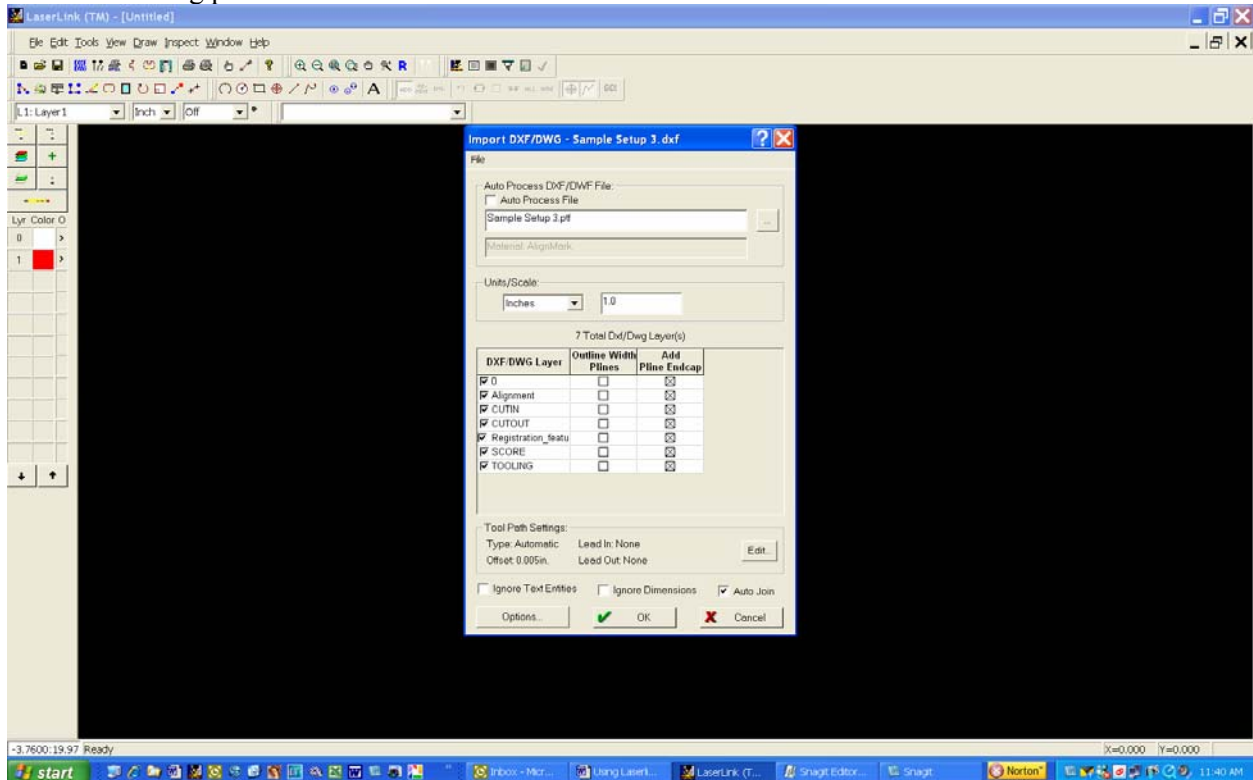 LaserLink (TM) - [Untitled]
File Edit Tools View Draw Inspect Window Help
L1: Layer1 Inch Off
Lyr Color O
0
1
Import DXF/DWG - Sample Setup 3.dxf
File
Auto Process DXF/DWF File:
Auto Process File
Sample Setup 3.ptf
...
Material: AlignMark
Units/Scale:
Inches 1.0
7 Total Dxf/Dwg Layer(s)
DXF/DWG Layer Outline Width Plines Add Pline Endcap
0
Alignment
CUTIN
CUTOUT
Registration_featu
SCORE
TOOLING
Tool Path Settings:
Type: Automatic Lead In: None
Offset: 0.005in. Lead Out: None
Edit...
Ignore Text Entities Ignore Dimensions Auto Join
Options... OK Cancel
-3.7600:19.97 Ready X=0.000 Y=0.000
start Inbox - Micr... Using Laserli... LaserLink (T... Snagit Editor... Snagit Norton 11:40 AM